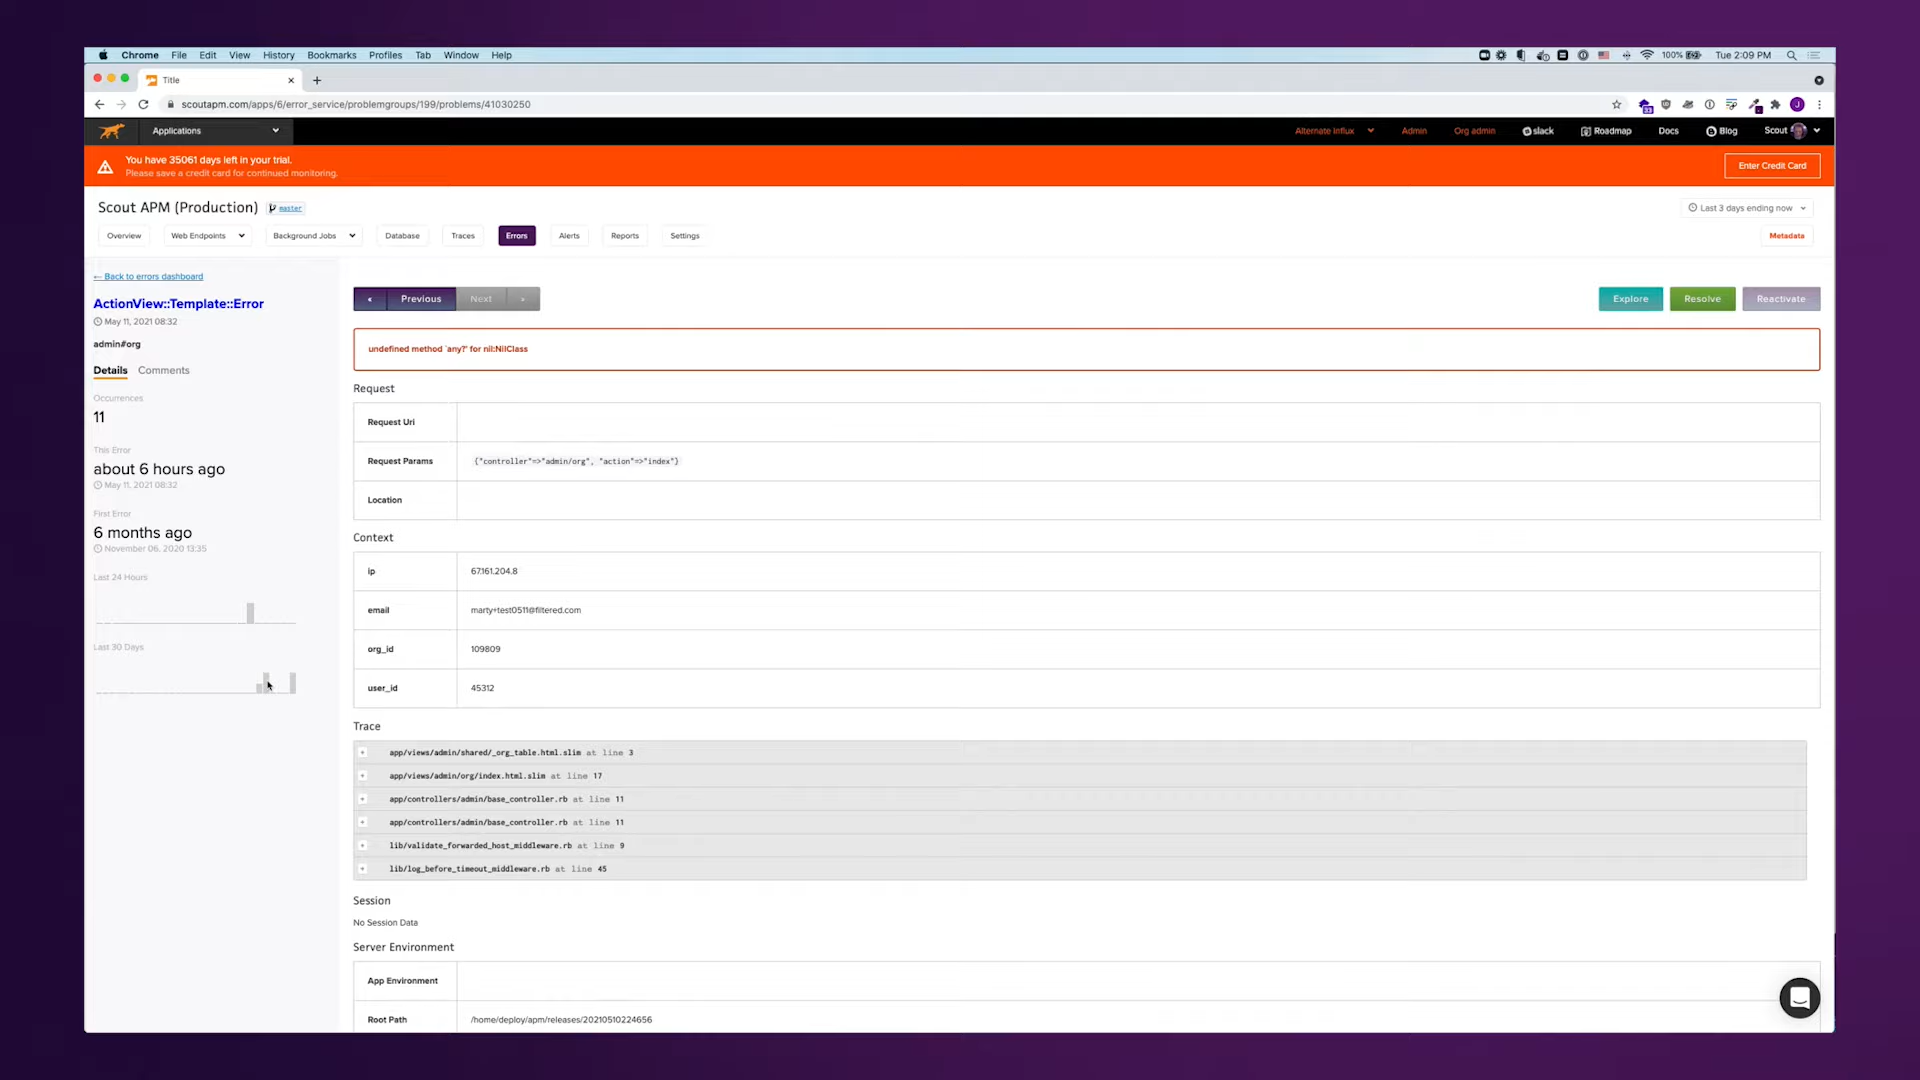 Chrome File Edit View History Bookmarks Profiles Tab Window Help
100% Tue 2:09 PM
Title
scoutapm.com/apps/6/error_service/problemgroups/199/problems/41030250
J
Applications
Alternate Influx Admin Org admin slack Roadmap Docs Blog Scout
You have 35061 days left in your trial.
Please save a credit card for continued monitoring.
Enter Credit Card
Scout APM (Production) master
Last 3 days ending now
Overview Web Endpoints Background Jobs Database Traces Errors Alerts Reports Settings
Metadata
← Back to errors dashboard
ActionView::Template::Error
May 11, 2021 08:32
admin#org
Details Comments
Occurrences
11
This Error
about 6 hours ago
May 11, 2021 08:32
First Error
6 months ago
November 06, 2020 13:35
Last 24 Hours
Last 30 Days
« Previous Next »
Explore Resolve Reactivate
undefined method `any?' for nil:NilClass
Request
Request Uri
Request Params {"controller"=>"admin/org", "action"=>"index"}
Location
Context
ip 67.161.204.8
email marty+test0511@filtered.com
org_id 109809
user_id 45312
Trace
+ app/views/admin/shared/_org_table.html.slim at line 3
+ app/views/admin/org/index.html.slim at line 17
+ app/controllers/admin/base_controller.rb at line 11
+ app/controllers/admin/base_controller.rb at line 11
+ lib/validate_forwarded_host_middleware.rb at line 9
+ lib/log_before_timeout_middleware.rb at line 45
Session
No Session Data
Server Environment
App Environment
Root Path /home/deploy/apm/releases/20210510224656